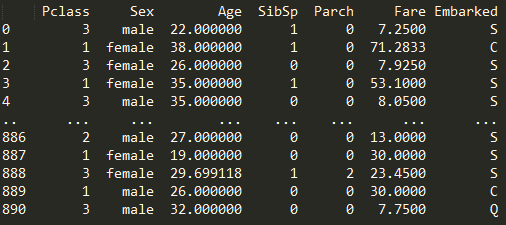 Pclass Sex Age SibSp Parch Fare Embarked
0 3 male 22.000000 1 0 7.2500 S
1 1 female 38.000000 1 0 71.2833 C
2 3 female 26.000000 0 0 7.9250 S
3 1 female 35.000000 1 0 53.1000 S
4 3 male 35.000000 0 0 8.0500 S
.. ... ... ... ... ... ... ...
886 2 male 27.000000 0 0 13.0000 S
887 1 female 19.000000 0 0 30.0000 S
888 3 female 29.699118 1 2 23.4500 S
889 1 male 26.000000 0 0 30.0000 C
890 3 male 32.000000 0 0 7.7500 Q